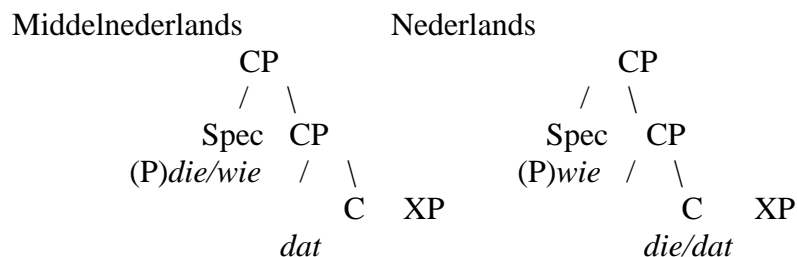 Middelnederlands Nederlands
CP CP
/ \ / \
Spec CP Spec CP
(P)die/wie / \ (P)wie / \
C XP C XP
dat die/dat